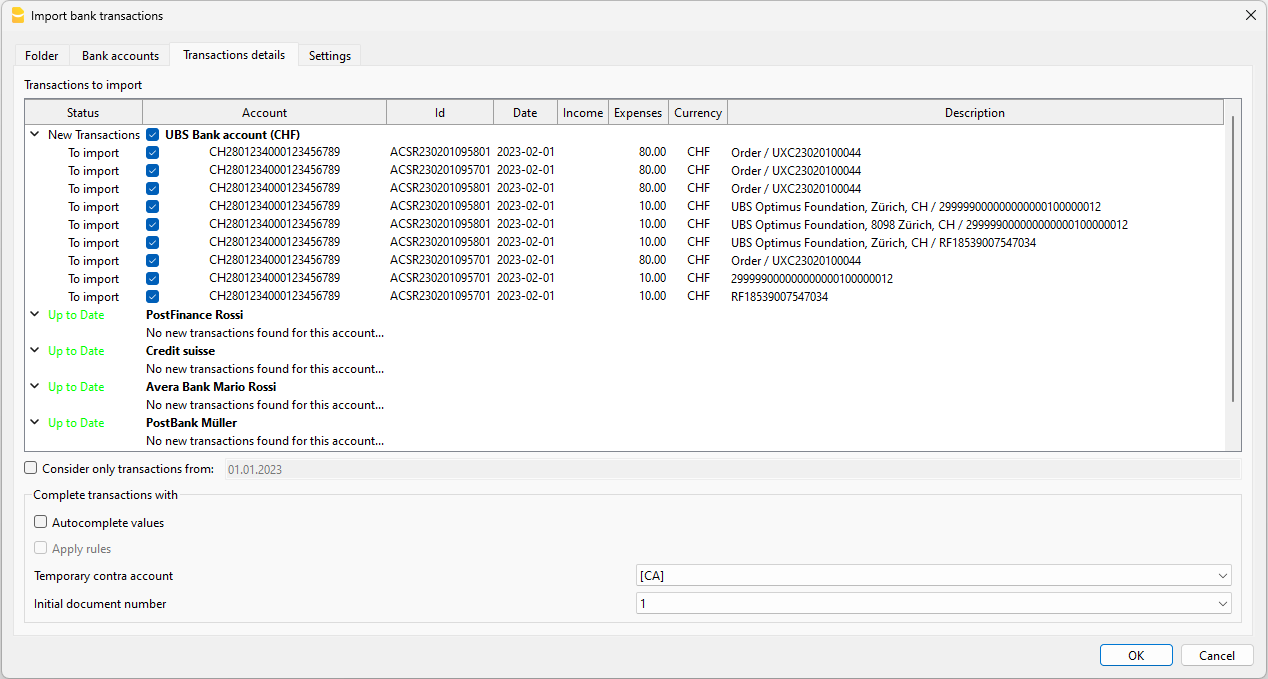 Import bank transactions
Folder Bank accounts Transactions details Settings
Transactions to import
Status Account Id Date Income Expenses Currency Description
New Transactions UBS Bank account (CHF)
To import CH2801234000123456789 ACSR230201095801 2023-02-01 80.00 CHF Order / UXC23020100044
To import CH2801234000123456789 ACSR230201095701 2023-02-01 80.00 CHF Order / UXC23020100044
To import CH2801234000123456789 ACSR230201095801 2023-02-01 80.00 CHF Order / UXC23020100044
To import CH2801234000123456789 ACSR230201095701 2023-02-01 10.00 CHF UBS Optimus Foundation, Zürich, CH / 299999000000000000100000012
To import CH2801234000123456789 ACSR230201095801 2023-02-01 10.00 CHF UBS Optimus Foundation, 8098 Zürich, CH / 299999000000000000100000012
To import CH2801234000123456789 ACSR230201095801 2023-02-01 10.00 CHF UBS Optimus Foundation, Zürich, CH / RF18539007547034
To import CH2801234000123456789 ACSR230201095701 2023-02-01 80.00 CHF Order / UXC23020100044
To import CH2801234000123456789 ACSR230201095701 2023-02-01 10.00 CHF 299999000000000000100000012
To import CH2801234000123456789 ACSR230201095701 2023-02-01 10.00 CHF RF18539007547034
Up to Date PostFinance Rossi
No new transactions found for this account...
Up to Date Credit suisse
No new transactions found for this account...
Up to Date Avera Bank Mario Rossi
No new transactions found for this account...
Up to Date PostBank Müller
No new transactions found for this account...
Consider only transactions from: 01.01.2023
Complete transactions with
Autocomplete values
Apply rules
Temporary contra account [CA]
Initial document number 1
OK Cancel